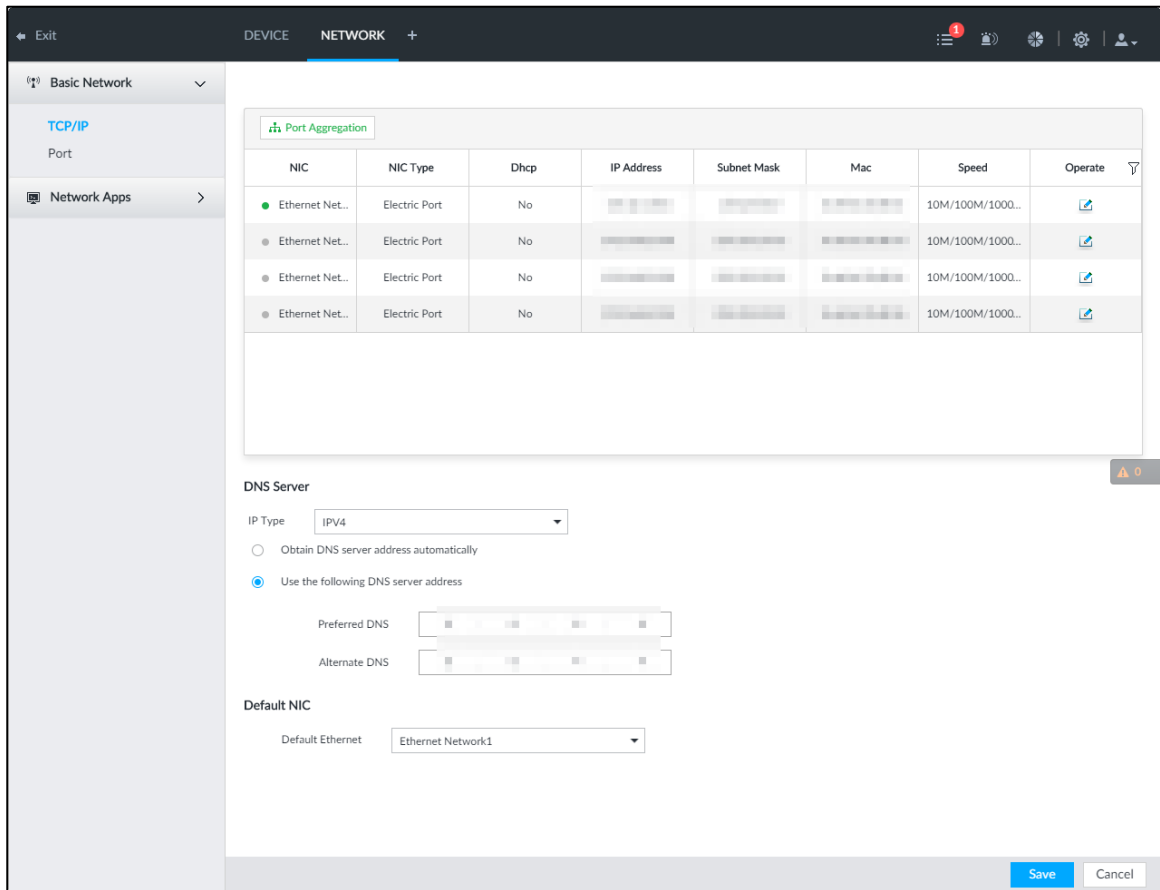 Exit DEVICE NETWORK + 1
Basic Network
TCP/IP
Port
Network Apps
Port Aggregation
NIC NIC Type Dhcp IP Address Subnet Mask Mac Speed Operate
Ethernet Net... Electric Port No 10M/100M/1000...
Ethernet Net... Electric Port No 10M/100M/1000...
Ethernet Net... Electric Port No 10M/100M/1000...
Ethernet Net... Electric Port No 10M/100M/1000...
0
DNS Server
IP Type IPV4
Obtain DNS server address automatically
Use the following DNS server address
Preferred DNS
Alternate DNS
Default NIC
Default Ethernet Ethernet Network1
Save Cancel